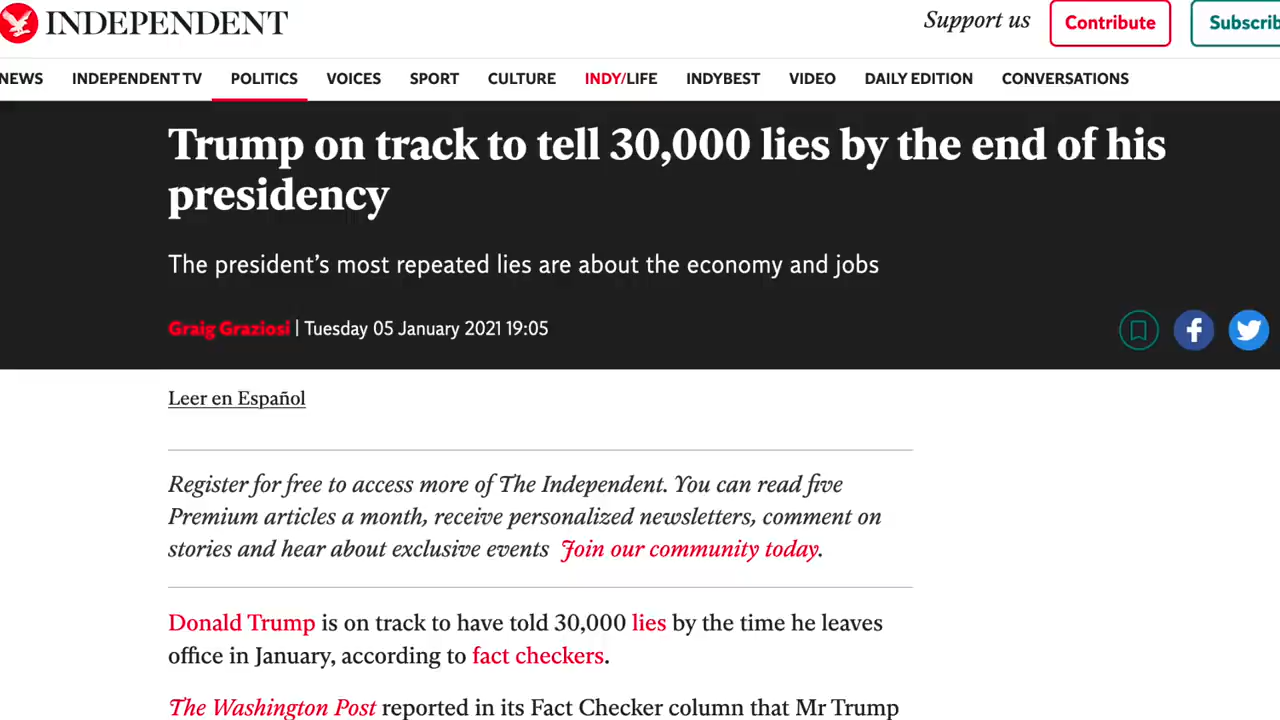 INDEPENDENT
Support us
Contribute
Subscrib
NEWS INDEPENDENT TV POLITICS VOICES SPORT CULTURE INDY/LIFE INDYBEST VIDEO DAILY EDITION CONVERSATIONS
Trump on track to tell 30,000 lies by the end of his
presidency
The president’s most repeated lies are about the economy and jobs
Graig Graziosi | Tuesday 05 January 2021 19:05
Leer en Español
Register for free to access more of The Independent. You can read five
Premium articles a month, receive personalized newsletters, comment on
stories and hear about exclusive events Join our community today.
Donald Trump is on track to have told 30,000 lies by the time he leaves
office in January, according to fact checkers.
The Washington Post reported in its Fact Checker column that Mr Trump